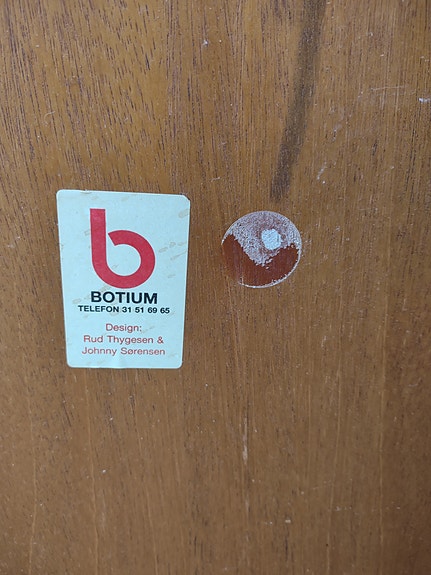 b
BOTIUM
TELEFON 31 51 69 65
Design:
Rud Thygesen &
Johnny Sørensen